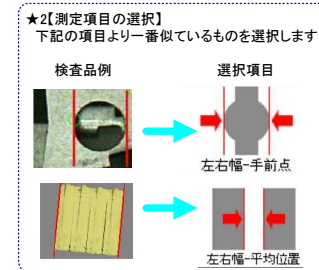 ★2【測定項目の選択】
下記の項目より一番似ているものを選択します
検査品例
選択項目
左右幅-手前点
左右幅-平均位置